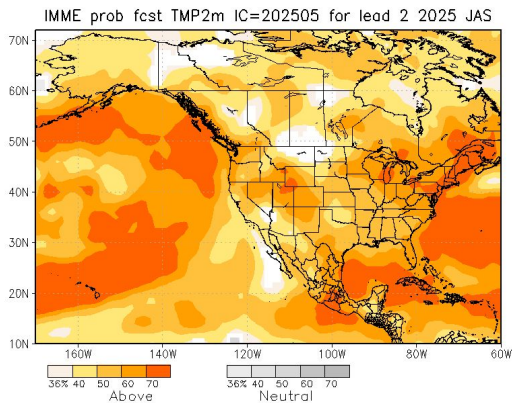 IMME prob fcst TMP2m IC=202505 for lead 2 2025 JAS
70N
60N
50N
40N
30N
20N
10N
160W 140W 120W 100W 80W 60W
36% 40 50 60 70 36% 40 50 60 70
Above Neutral